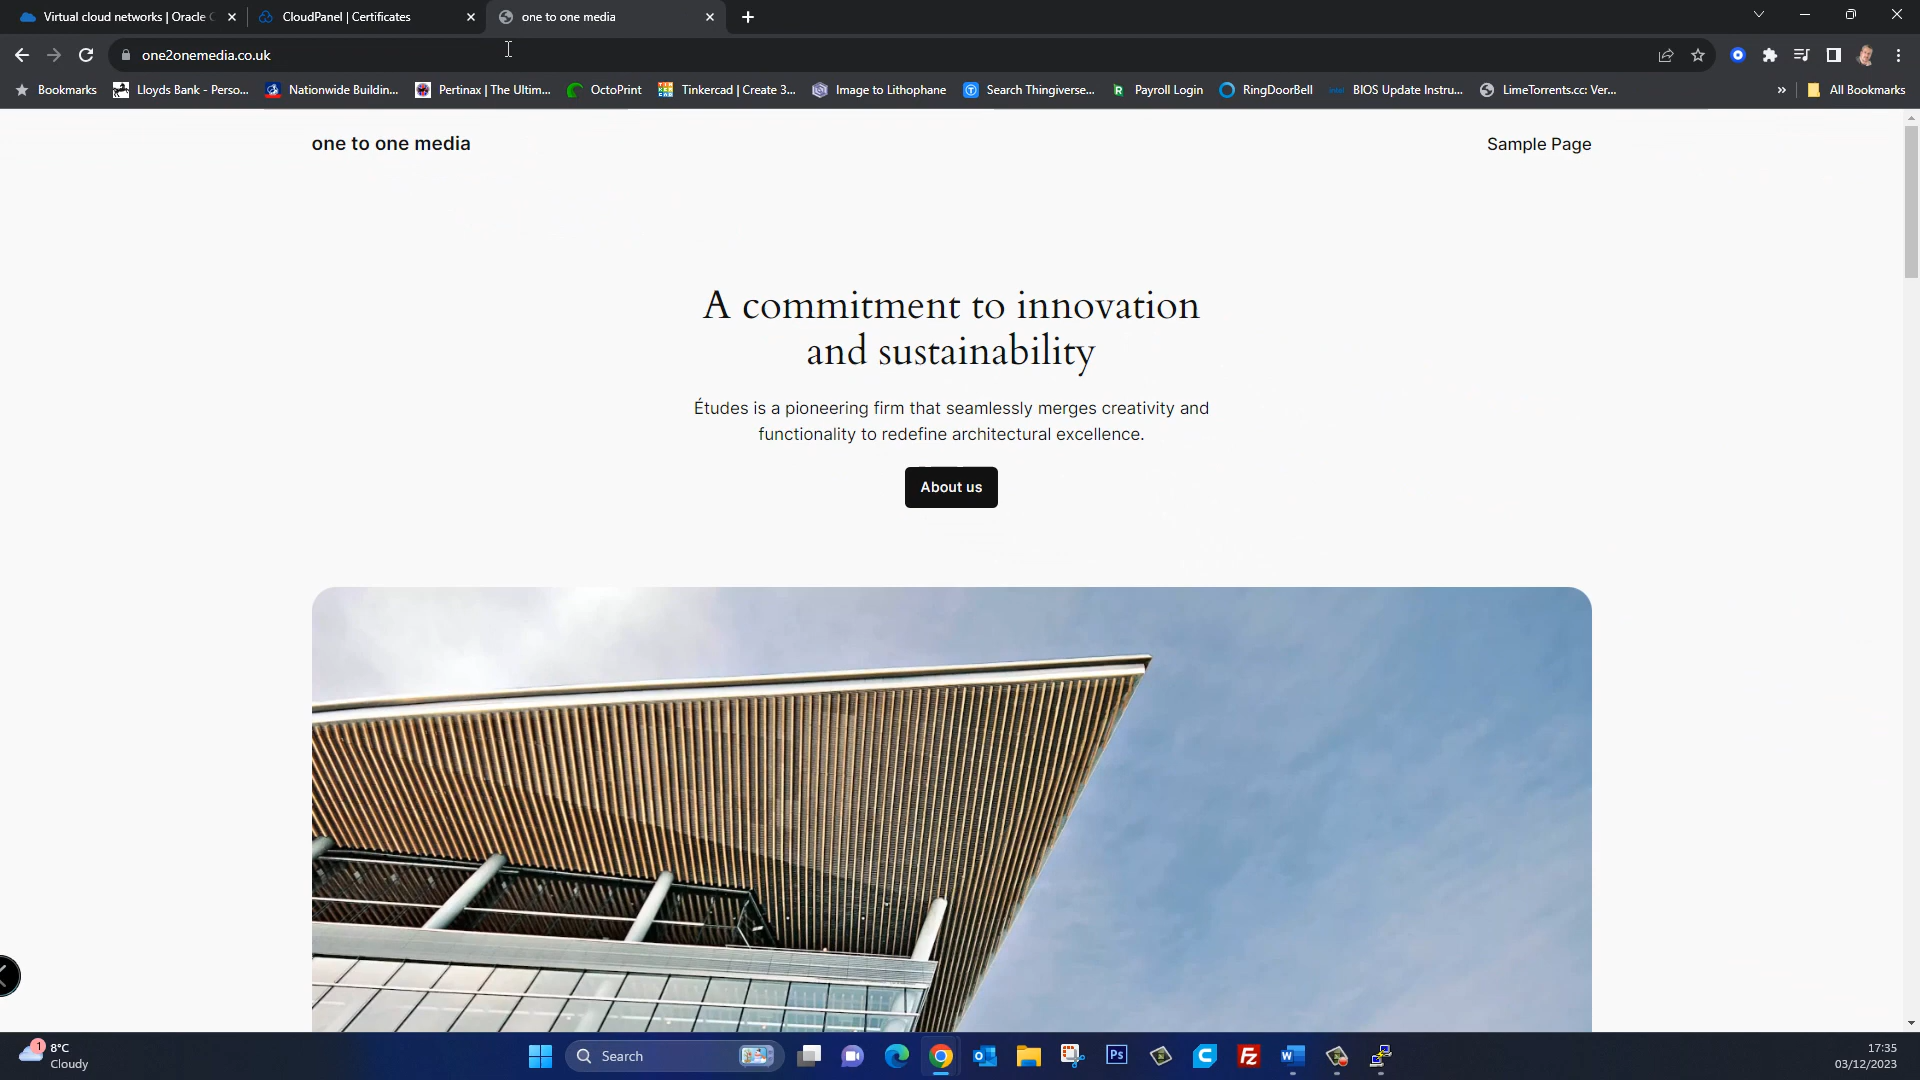 Virtual cloud networks | Oracle C
CloudPanel | Certificates
one to one media
one2onemedia.co.uk
Bookmarks
Lloyds Bank - Perso...
Nationwide Buildin...
Pertinax | The Ultim...
OctoPrint
Tinkercad | Create 3...
Image to Lithophane
Search Thingiverse...
Payroll Login
RingDoorBell
BIOS Update Instru...
LimeTorrents.cc: Ver...
»
All Bookmarks
one to one media
Sample Page
A commitment to innovation
and sustainability
Études is a pioneering firm that seamlessly merges creativity and
functionality to redefine architectural excellence.
About us
1
8°C
Cloudy
Search
Ps
17:35
03/12/2023